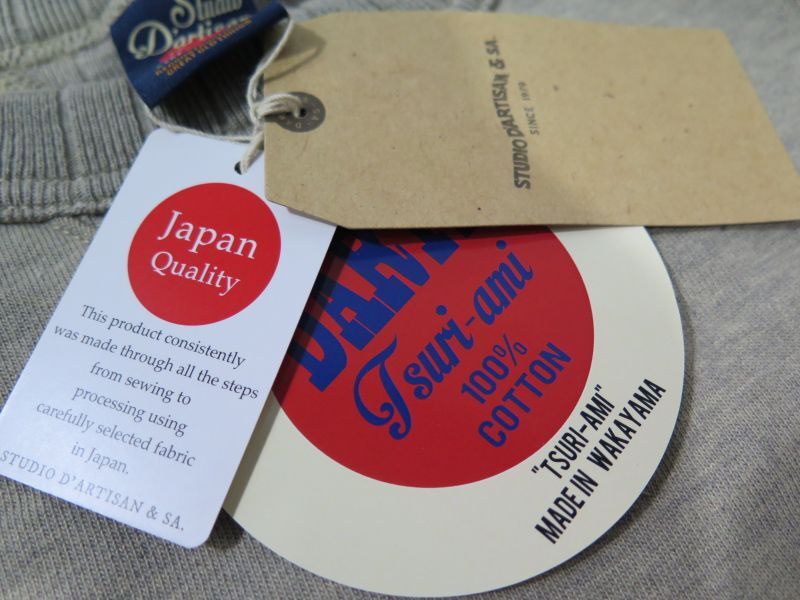 Studio
D'artisan
STUDIO D'ARTISAN & SA.
SINCE 1979
Japan
Quality
This product consistently
was made through all the steps
from sewing to
processing using
carefully selected fabric
in Japan.
STUDIO D'ARTISAN & SA.
Tsuri-ami
100%
COTTON
"TSURI-AMI"
MADE IN WAKAYAMA